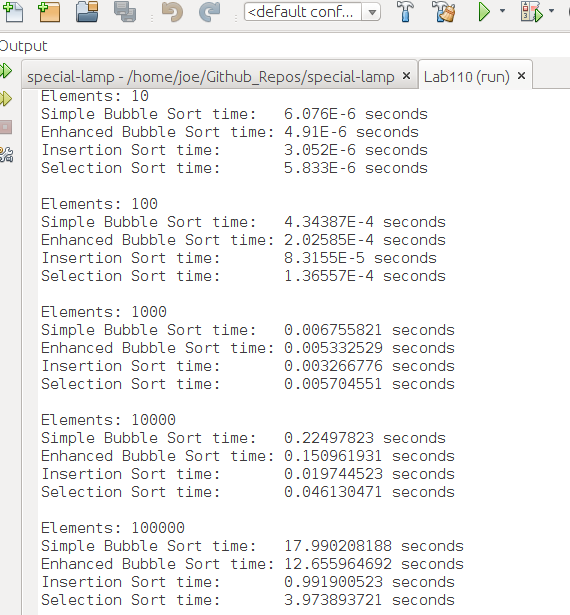 <default conf...
Output
special-lamp - /home/joe/Github_Repos/special-lamp × Lab110 (run) ×
Elements: 10
Simple Bubble Sort time: 6.076E-6 seconds
Enhanced Bubble Sort time: 4.91E-6 seconds
Insertion Sort time: 3.052E-6 seconds
Selection Sort time: 5.833E-6 seconds
Elements: 100
Simple Bubble Sort time: 4.34387E-4 seconds
Enhanced Bubble Sort time: 2.02585E-4 seconds
Insertion Sort time: 8.3155E-5 seconds
Selection Sort time: 1.36557E-4 seconds
Elements: 1000
Simple Bubble Sort time: 0.006755821 seconds
Enhanced Bubble Sort time: 0.005332529 seconds
Insertion Sort time: 0.003266776 seconds
Selection Sort time: 0.005704551 seconds
Elements: 10000
Simple Bubble Sort time: 0.22497823 seconds
Enhanced Bubble Sort time: 0.150961931 seconds
Insertion Sort time: 0.019744523 seconds
Selection Sort time: 0.046130471 seconds
Elements: 100000
Simple Bubble Sort time: 17.990208188 seconds
Enhanced Bubble Sort time: 12.655964692 seconds
Insertion Sort time: 0.991900523 seconds
Selection Sort time: 3.973893721 seconds